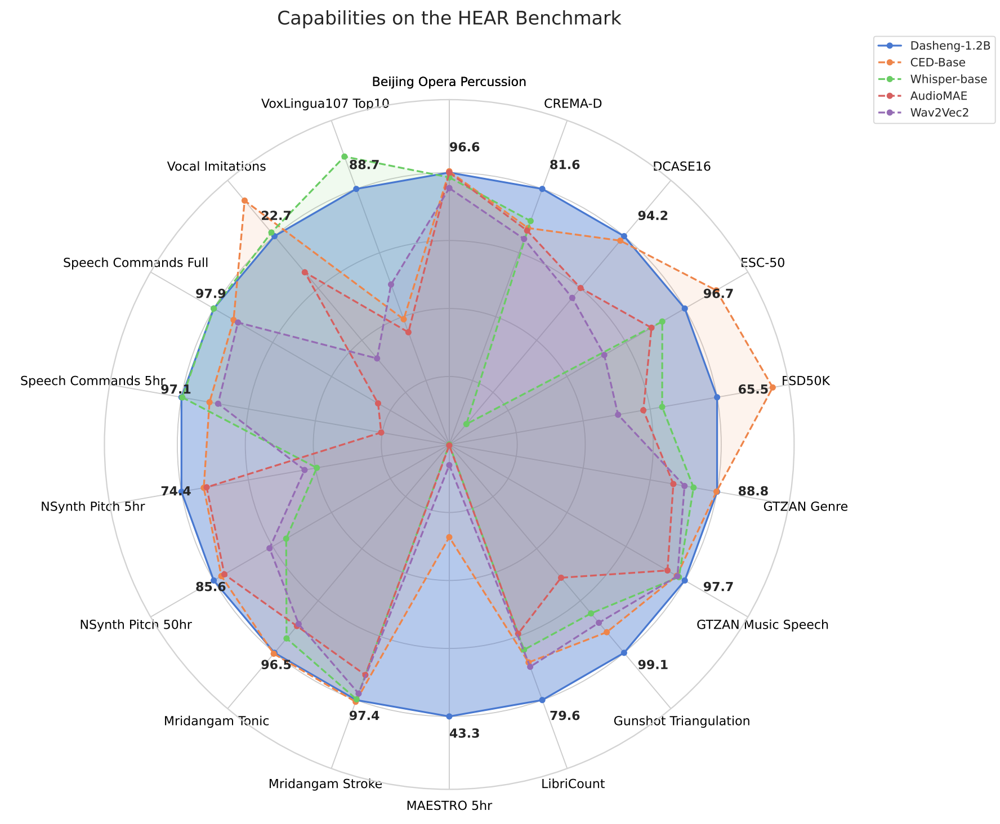 Capabilities on the HEAR Benchmark
Dasheng-1.2B
CED-Base
Whisper-base
AudioMAE
Wav2Vec2
Beijing Opera Percussion
VoxLingua107 Top10
CREMA-D
96.6
88.7
81.6
Vocal Imitations
DCASE16
22.7
94.2
Speech Commands Full
ESC-50
97.9
96.7
Speech Commands 5hr
FSD50K
97.1
65.5
74.4
88.8
NSynth Pitch 5hr
GTZAN Genre
85.6
97.7
NSynth Pitch 50hr
GTZAN Music Speech
96.5
99.1
97.4
79.6
Mridangam Tonic
Gunshot Triangulation
43.3
Mridangam Stroke
LibriCount
MAESTRO 5hr